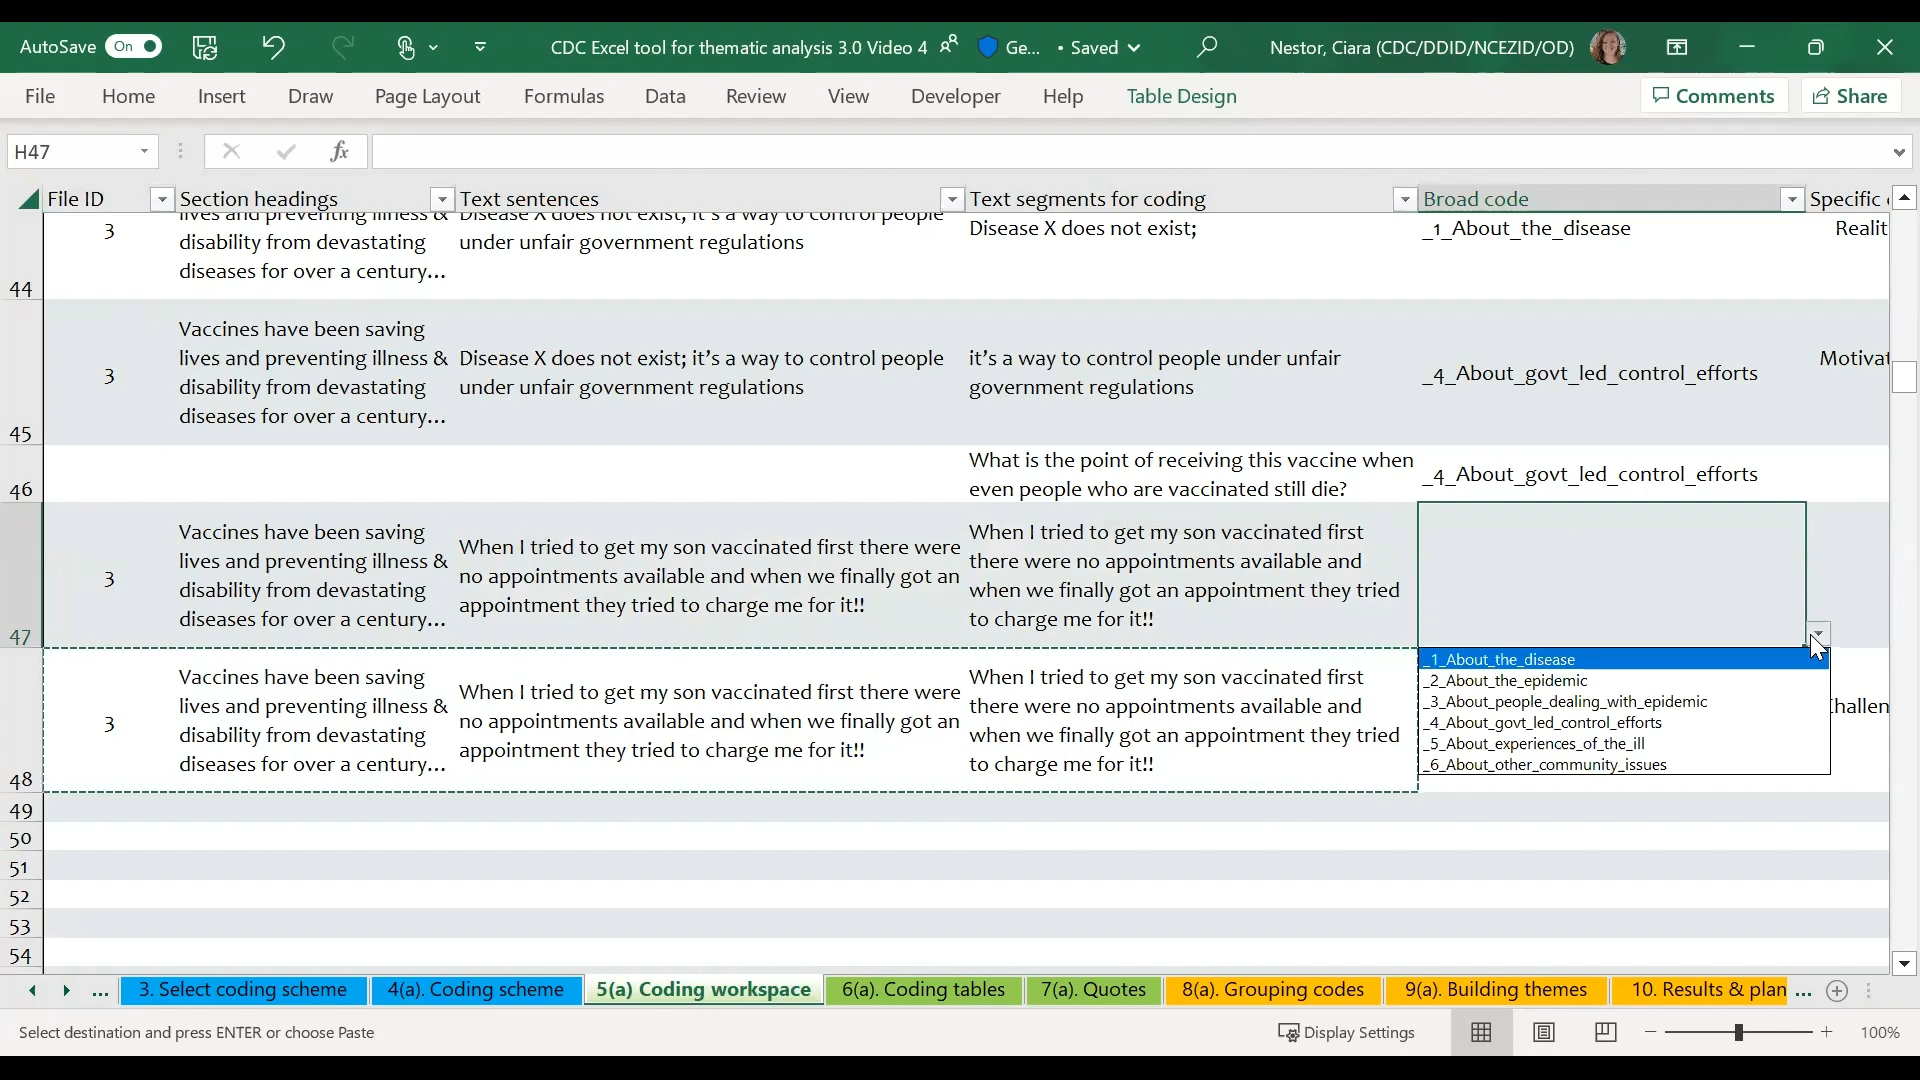 AutoSave On CDC Excel tool for thematic analysis 3.0 Video 4 Ge... • Saved Nestor, Ciara (CDC/DDID/NCEZID/OD)
File Home Insert Draw Page Layout Formulas Data Review View Developer Help Table Design Comments Share
H47 fx
File ID Section headings Text sentences Text segments for coding Broad code Specific
lives and preventing illness & Disease X does not exist; it's a way to control people
3 disability from devastating under unfair government regulations Disease X does not exist; _1_About_the_disease Realit
diseases for over a century...
44
Vaccines have been saving
lives and preventing illness & Disease X does not exist; it's a way to control people it's a way to control people under unfair Motivat
3 disability from devastating under unfair government regulations government regulations _4_About_govt_led_control_efforts
diseases for over a century...
45
What is the point of receiving this vaccine when
46 even people who are vaccinated still die? _4_About_govt_led_control_efforts
Vaccines have been saving When I tried to get my son vaccinated first there were When I tried to get my son vaccinated first
lives and preventing illness & no appointments available and when we finally got an there were no appointments available and
3 disability from devastating appointment they tried to charge me for it!! when we finally got an appointment they tried
diseases for over a century... to charge me for it!!
47
_1_About_the_disease
_2_About_the_epidemic
_3_About_people_dealing_with_epidemic
_4_About_govt_led_control_efforts
_5_About_experiences_of_the_ill
_6_About_other_community_issues
Vaccines have been saving When I tried to get my son vaccinated first there were When I tried to get my son vaccinated first
lives and preventing illness & no appointments available and when we finally got an there were no appointments available and hallen
3 disability from devastating appointment they tried to charge me for it!! when we finally got an appointment they tried
diseases for over a century... to charge me for it!!
48
49
50
51
52
53
54
... 3. Select coding scheme 4(a). Coding scheme 5(a) Coding workspace 6(a). Coding tables 7(a). Quotes 8(a). Grouping codes 9(a). Building themes 10. Results & plan ...
Select destination and press ENTER or choose Paste Display Settings 100%